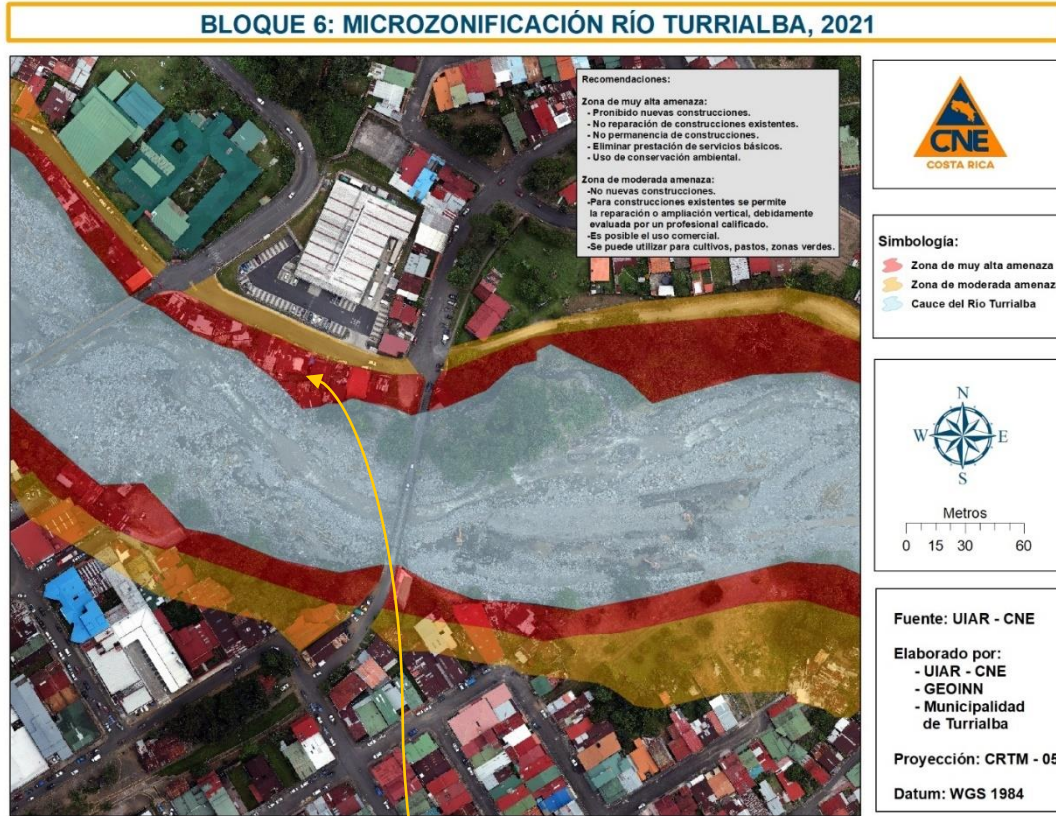 BLOQUE 6: MICROZONIFICACIÓN RÍO TURRIALBA, 2021
Recomendaciones:
Zona de muy alta amenaza:
- Prohibido nuevas construcciones.
- No reparación de construcciones existentes.
- No permanencia de construcciones.
- Eliminar prestación de servicios básicos.
- Uso de conservación ambiental.
Zona de moderada amenaza:
-No nuevas construcciones.
-Para construcciones existentes se permite
la reparación o ampliación vertical, debidamente
evaluada por un profesional calificado.
-Es posible el uso comercial.
-Se puede utilizar para cultivos, pastos, zonas verdes.
CNE
COSTA RICA
Simbología:
Zona de muy alta amenaza
Zona de moderada amenaz
Cauce del Rio Turrialba
N
W E
S
Metros
0 15 30 60
Fuente: UIAR - CNE
Elaborado por:
- UIAR - CNE
- GEOINN
- Municipalidad
de Turrialba
Proyección: CRTM - 05
Datum: WGS 1984